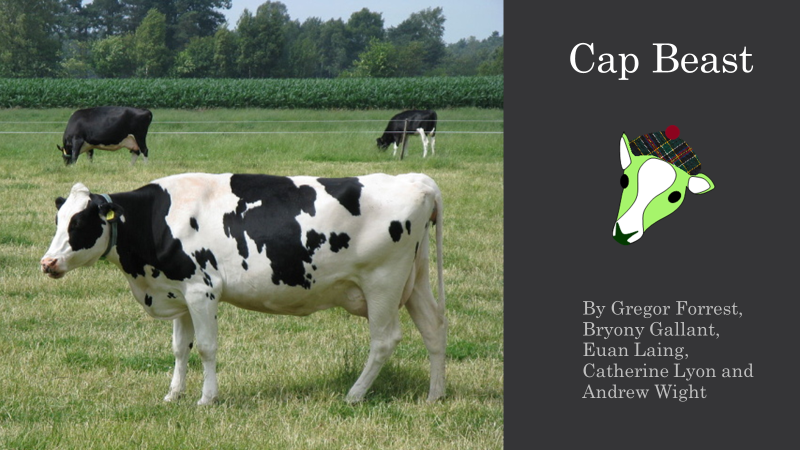 Cap Beast
By Gregor Forrest,
Bryony Gallant,
Euan Laing,
Catherine Lyon and
Andrew Wight